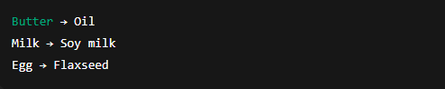 Butter → Oil
Milk → Soy milk
Egg → Flaxseed